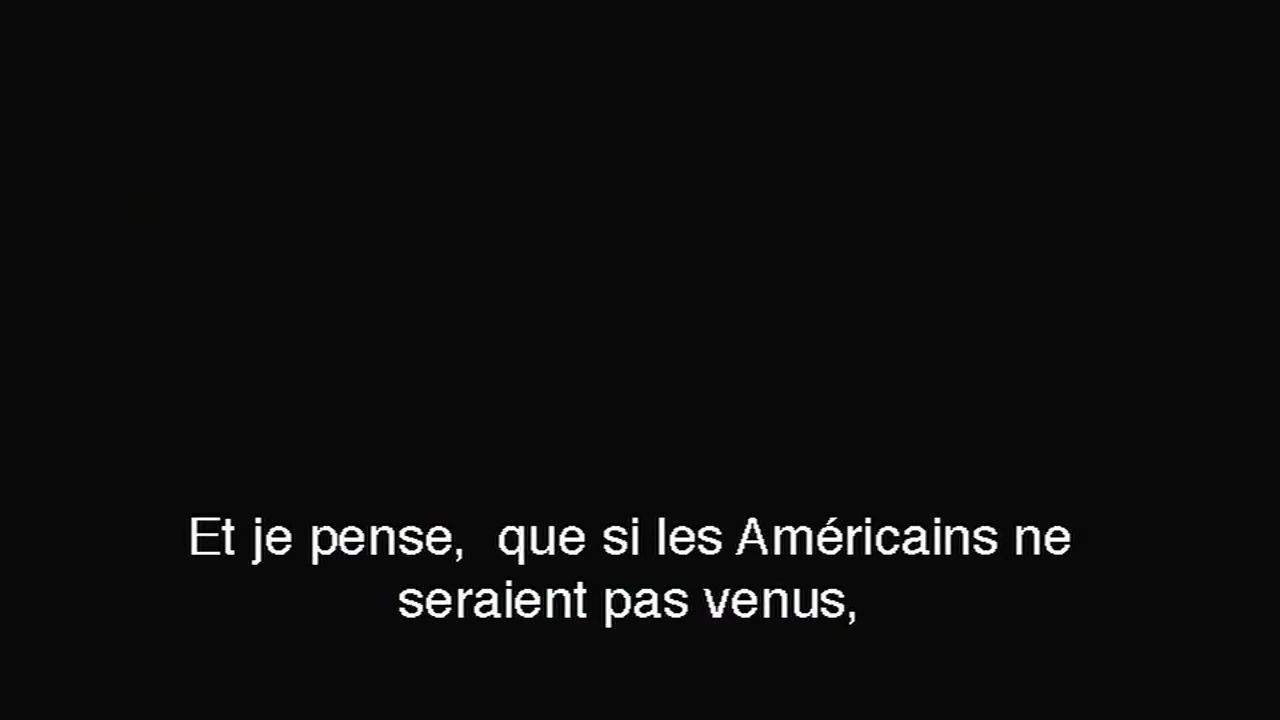 Et je pense,  que si les Américains ne
seraient pas venus,